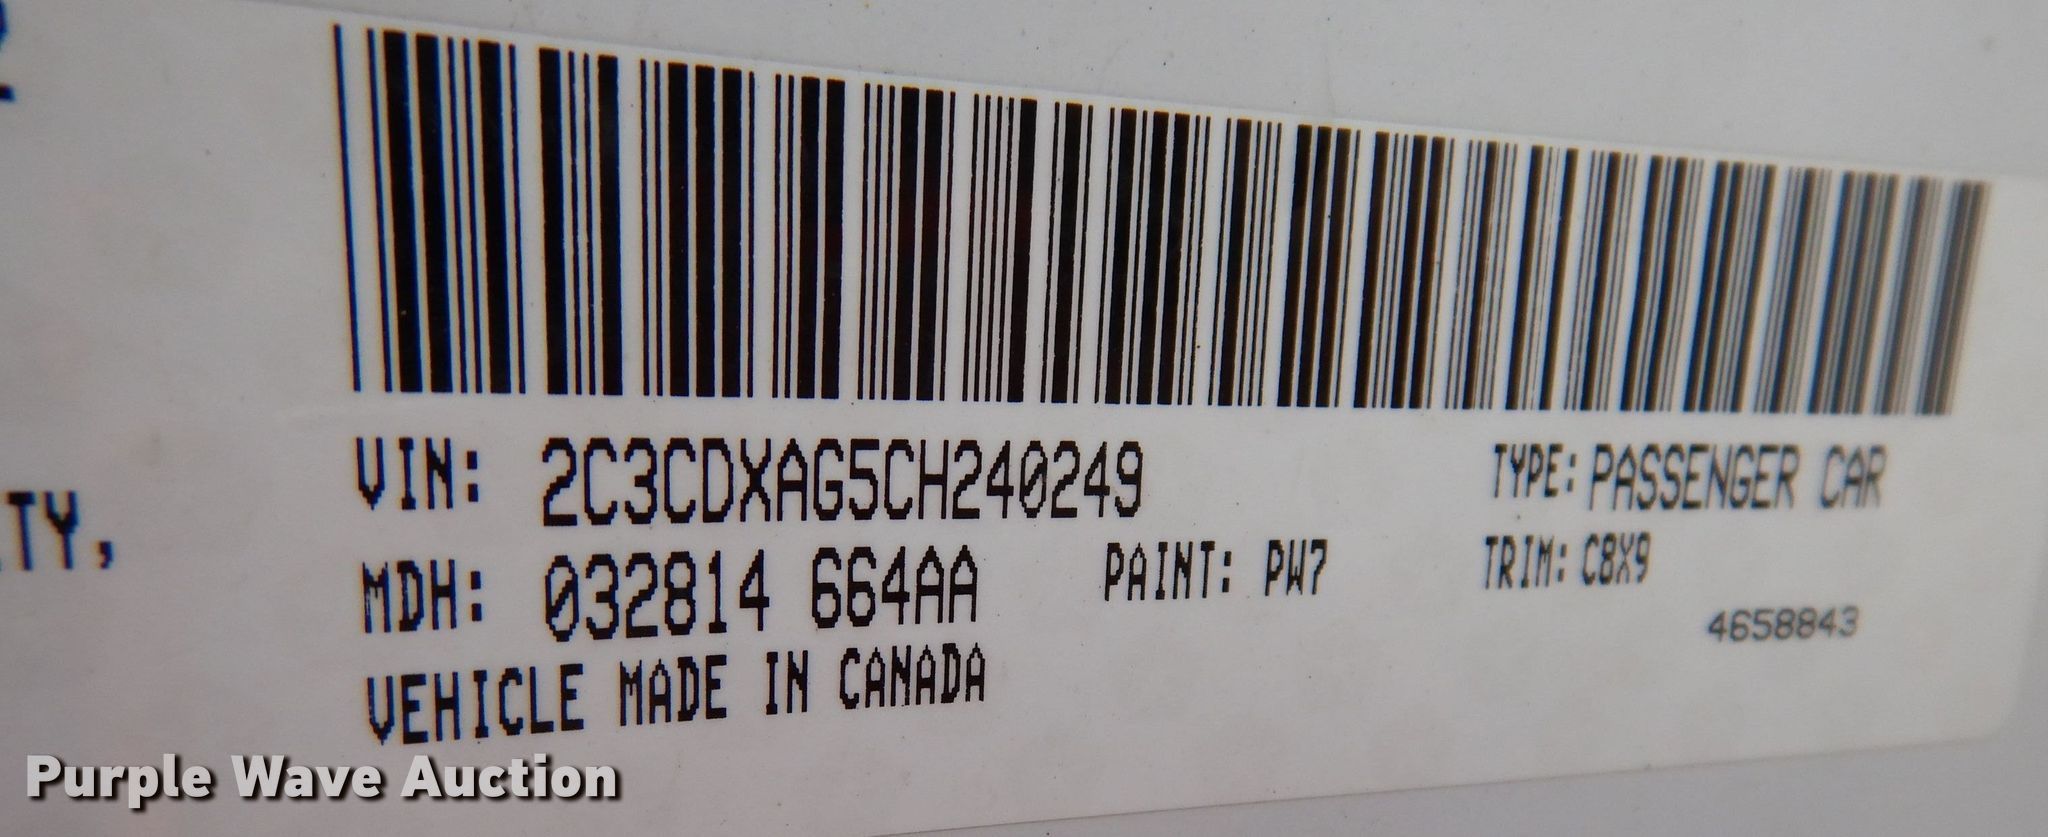 TY,
VIN: 2C3CDXAG5CH240249 TYPE: PASSENGER CAR
MDH: 032814 664AA PAINT: PW7 TRIM: C8X9
4658843
VEHICLE MADE IN CANADA
Purple Wave Auction